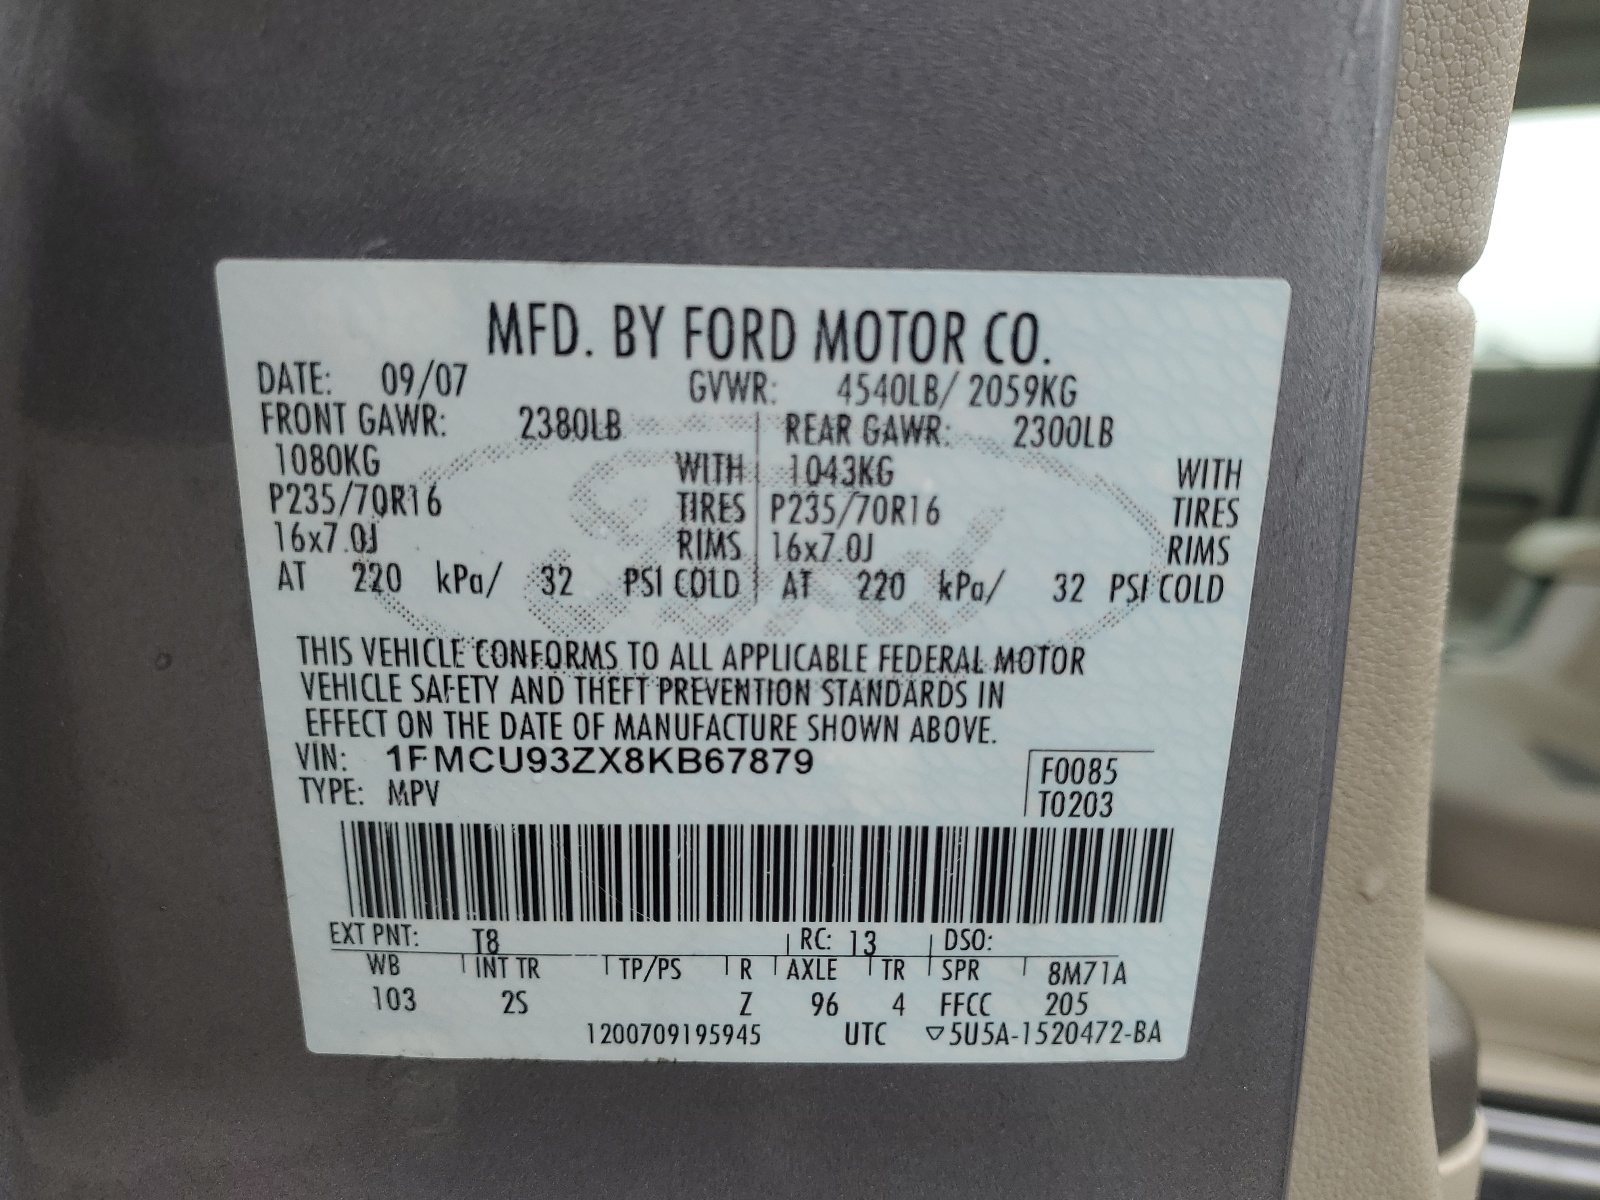 MFD. BY FORD MOTOR CO.
DATE: 09/07 GVWR: 4540LB/ 2059KG
FRONT GAWR: 2380LB REAR GAWR: 2300LB
1080KG WITH 1043KG WITH
P235/70R16 TIRES P235/70R16 TIRES
16x7.0J RIMS 16x7.0J RIMS
AT 220 kPa/ 32 PSI COLD AT 220 kPa/ 32 PSI COLD
Ford
THIS VEHICLE CONFORMS TO ALL APPLICABLE FEDERAL MOTOR
VEHICLE SAFETY AND THEFT PREVENTION STANDARDS IN
EFFECT ON THE DATE OF MANUFACTURE SHOWN ABOVE.
VIN: 1FMCU93ZX8KB67879 F0085
TYPE: MPV T0203
EXT PNT: T8 RC: 13 DSO:
WB INT TR TP/PS R AXLE TR SPR 8M71A
103 2S Z 96 4 FFCC 205
1200709195945 UTC ▽5U5A-1520472-BA